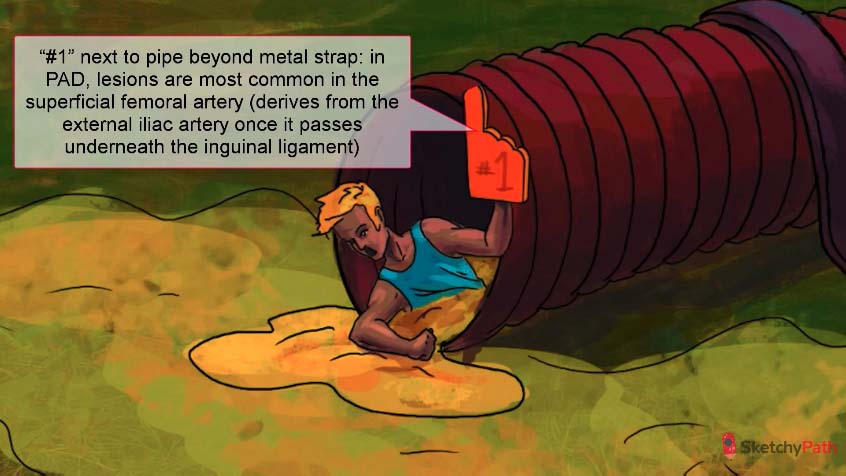 “#1” next to pipe beyond metal strap: in
PAD, lesions are most common in the
superficial femoral artery (derives from the
external iliac artery once it passes
underneath the inguinal ligament)
#1
SketchyPath